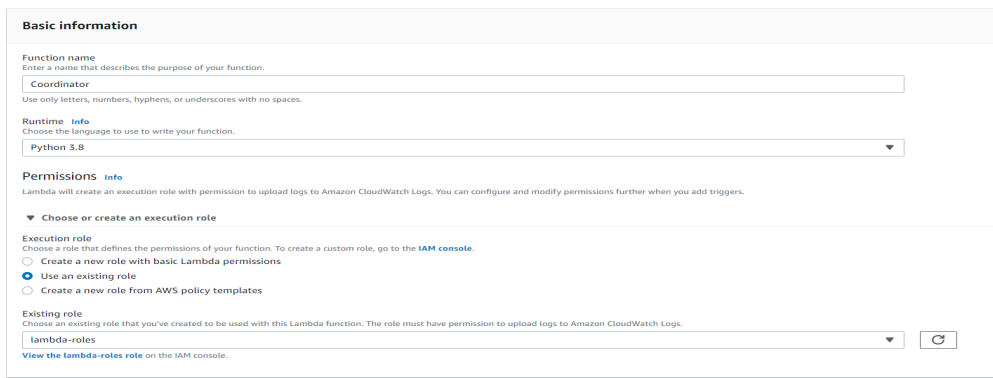 Basic information
Function name
Enter a name that describes the purpose of your function.
Coordinator
Use only letters, numbers, hyphens, or underscores with no spaces.
Runtime Info
Choose the language to use to write your function.
Python 3.8
Permissions Info
Lambda will create an execution role with permission to upload logs to Amazon CloudWatch Logs. You can configure and modify permissions further when you add triggers.
Choose or create an execution role
Execution role
Choose a role that defines the permissions of your function. To create a custom role, go to the IAM console.
Create a new role with basic Lambda permissions
Use an existing role
Create a new role from AWS policy templates
Existing role
Choose an existing role that you've created to be used with this Lambda function. The role must have permission to upload logs to Amazon CloudWatch Logs.
lambda-roles
View the lambda-roles role on the IAM console.